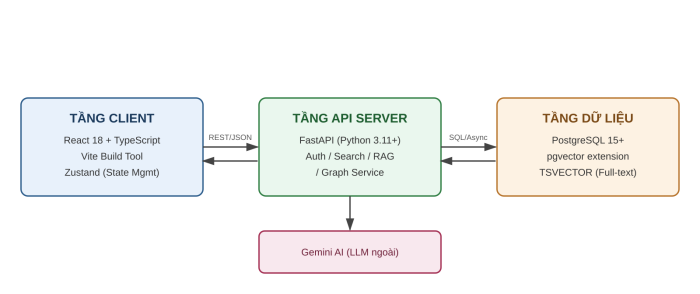 TẦNG CLIENT
React 18 + TypeScript
Vite Build Tool
Zustand (State Mgmt)
REST/JSON
TẦNG API SERVER
FastAPI (Python 3.11+)
Auth / Search / RAG
/ Graph Service
SQL/Async
TẦNG DỮ LIỆU
PostgreSQL 15+
pgvector extension
TSVECTOR (Full-text)
Gemini AI (LLM ngoài)